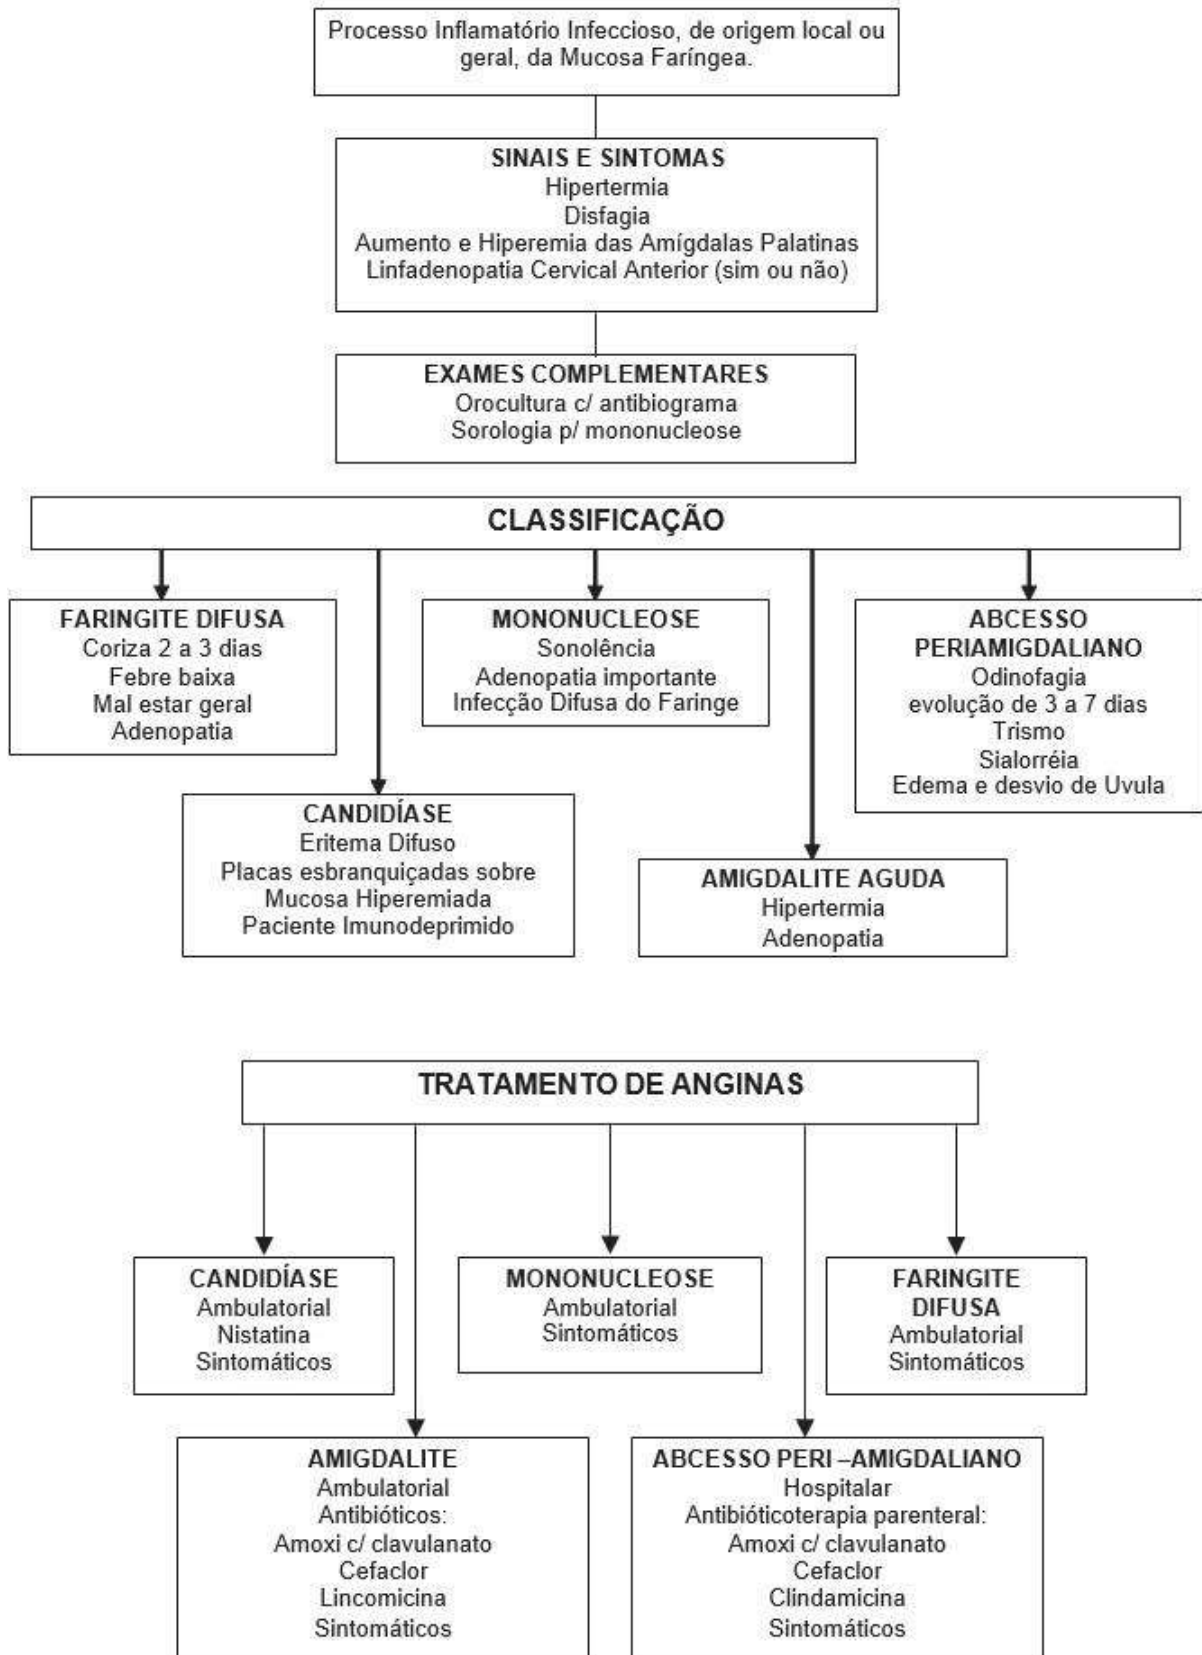 Processo Inflamatório Infeccioso, de origem local ou
geral, da Mucosa Faríngea.
SINAIS E SINTOMAS
Hipertermia
Disfagia
Aumento e Hiperemia das Amígdalas Palatinas
Linfadenopatia Cervical Anterior (sim ou não)
EXAMES COMPLEMENTARES
Orocultura c/ antibiograma
Sorologia p/ mononucleose
CLASSIFICAÇÃO
FARINGITE DIFUSA
Coriza 2 a 3 dias
Febre baixa
Mal estar geral
Adenopatia
MONONUCLEOSE
Sonolência
Adenopatia importante
Infecção Difusa do Faringe
ABCESSO
PERIAMIGDALIANO
Odinofagia
evolução de 3 a 7 dias
Trismo
Sialorréia
Edema e desvio de Uvula
CANDIDÍASE
Eritema Difuso
Placas esbranquiçadas sobre
Mucosa Hiperemiada
Paciente Imunodeprimido
AMIGDALITE AGUDA
Hipertermia
Adenopatia
TRATAMENTO DE ANGINAS
CANDIDÍASE
Ambulatorial
Nistatina
Sintomáticos
MONONUCLEOSE
Ambulatorial
Sintomáticos
FARINGITE
DIFUSA
Ambulatorial
Sintomáticos
AMIGDALITE
Ambulatorial
Antibióticos:
Amoxi c/ clavulanato
Cefaclor
Lincomicina
Sintomáticos
ABCESSO PERI –AMIGDALIANO
Hospitalar
Antibióticoterapia parenteral:
Amoxi c/ clavulanato
Cefaclor
Clindamicina
Sintomáticos